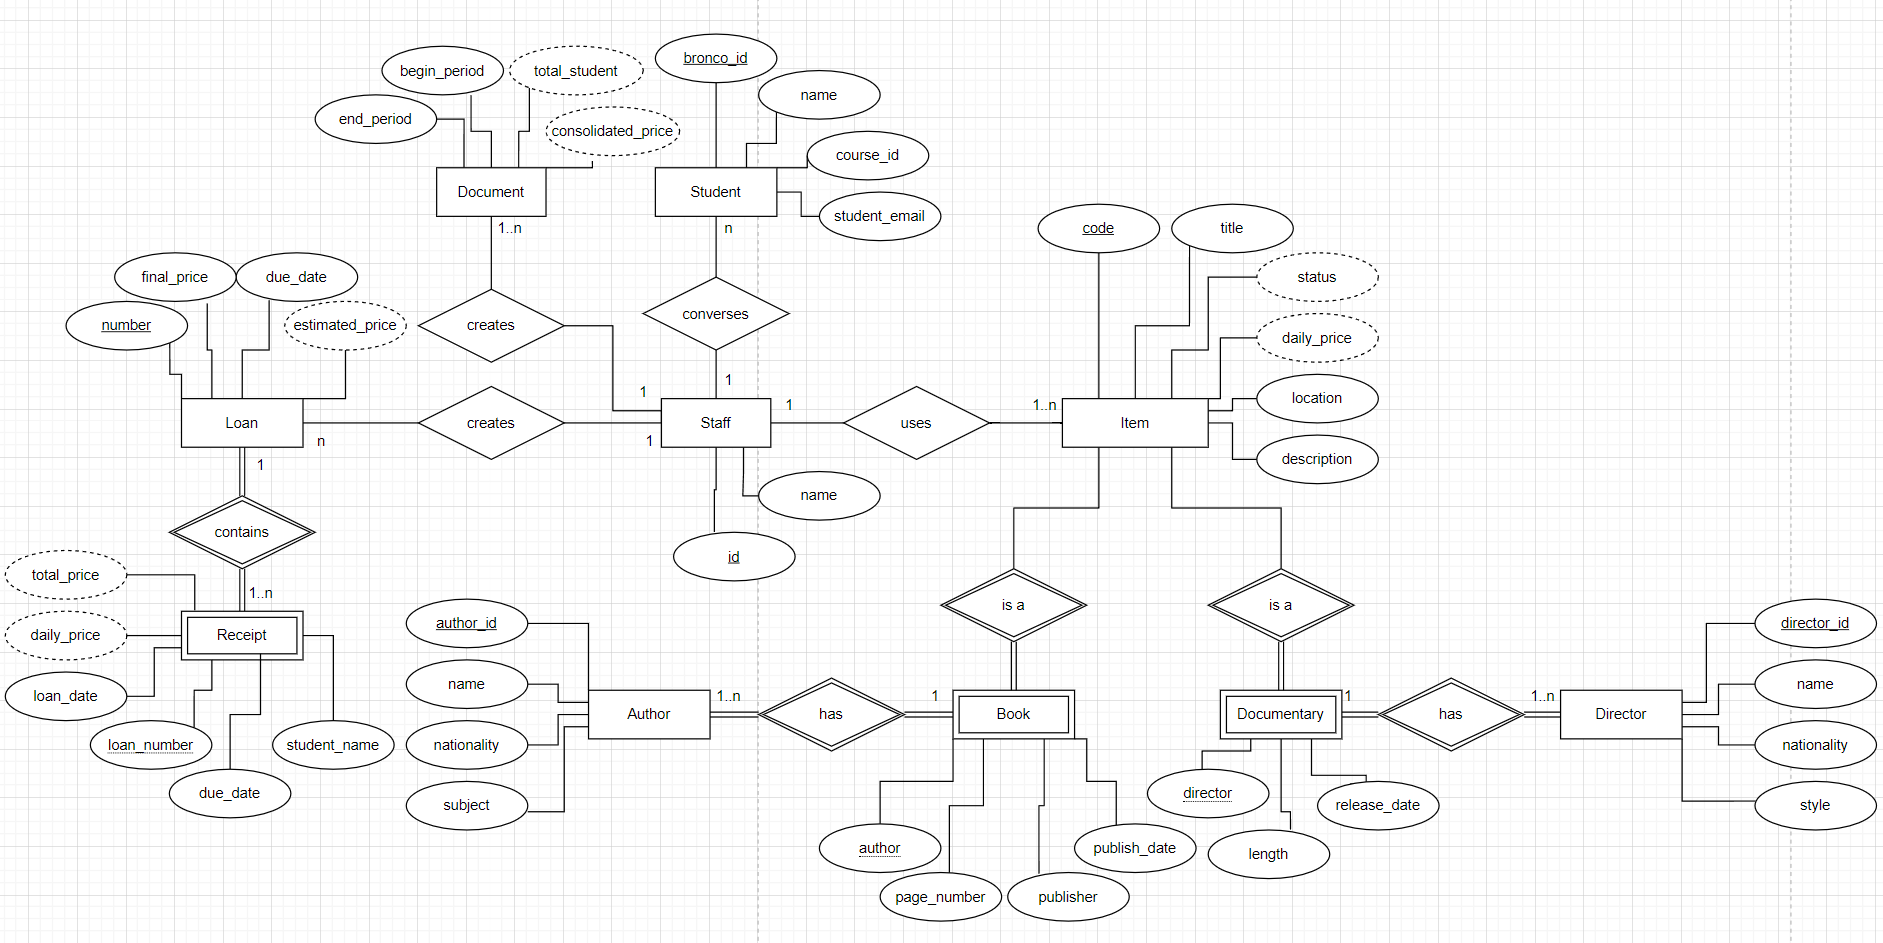 bronco_id
begin_period
total_student
name
end_period
consolidated_price
course_id
Document
Student
student_email
1..n
n
code
title
final_price
due_date
status
number
estimated_price
creates
converses
daily_price
1
1
location
1
1..n
Loan
creates
Staff
uses
Item
n
1
description
1
name
contains
id
total_price
1..n
is a
is a
daily_price
Receipt
author_id
director_id
loan_date
name
1..n
1
1
1..n
name
Author
has
Book
Documentary
has
Director
loan_number
student_name
nationality
nationality
due_date
subject
director
release_date
style
author
publish_date
length
page_number
publisher